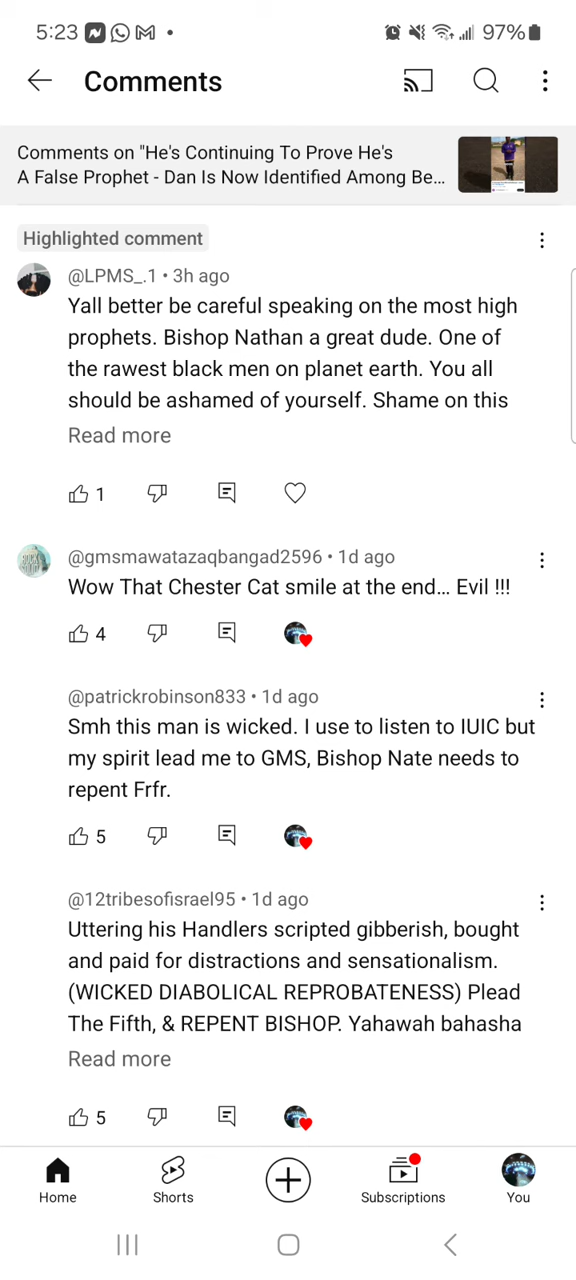 5:23
97%
Comments
Comments on "He's Continuing To Prove He's
A False Prophet - Dan Is Now Identified Among Be...
Highlighted comment
@LPMS_.1 • 3h ago
Yall better be careful speaking on the most high
prophets. Bishop Nathan a great dude. One of
the rawest black men on planet earth. You all
should be ashamed of yourself. Shame on this
Read more
1
@gmsmawatazaqbangad2596 • 1d ago
Wow That Chester Cat smile at the end... Evil !!!
4
@patrickrobinson833 • 1d ago
Smh this man is wicked. I use to listen to IUIC but
my spirit lead me to GMS, Bishop Nate needs to
repent Frfr.
5
@12tribesofisrael95 • 1d ago
Uttering his Handlers scripted gibberish, bought
and paid for distractions and sensationalism.
(WICKED DIABOLICAL REPROBATENESS) Plead
The Fifth, & REPENT BISHOP. Yahawah bahasha
Read more
5
Home
Shorts
Subscriptions
You